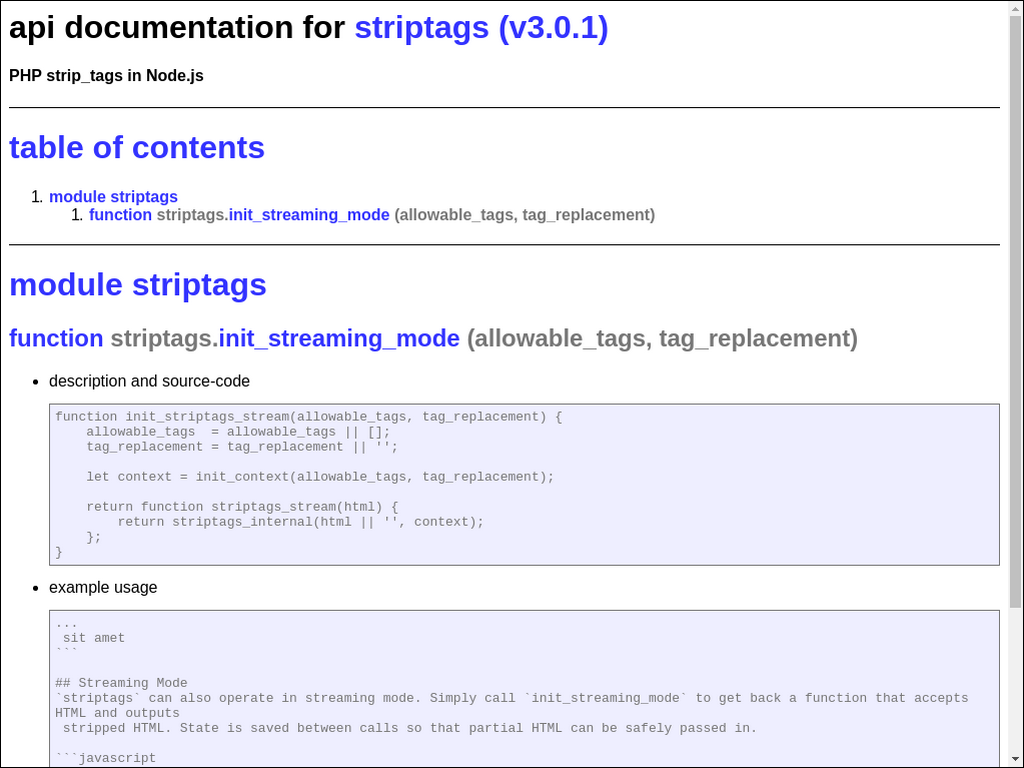 api documentation for striptags (v3.0.1)
PHP strip_tags in Node.js
table of contents
1. module striptags
1. function striptags.init_streaming_mode (allowable_tags, tag_replacement)
module striptags
function striptags.init_streaming_mode (allowable_tags, tag_replacement)
• description and source-code
function init_striptags_stream(allowable_tags, tag_replacement) {
    allowable_tags  = allowable_tags || [];
    tag_replacement = tag_replacement || '';
    let context = init_context(allowable_tags, tag_replacement);
    return function striptags_stream(html) {
        return striptags_internal(html || '', context);
    };
}
• example usage
...
 sit amet
```
## Streaming Mode
`striptags` can also operate in streaming mode. Simply call `init_streaming_mode` to get back a function that accepts
HTML and outputs
 stripped HTML. State is saved between calls so that partial HTML can be safely passed in.
```javascript